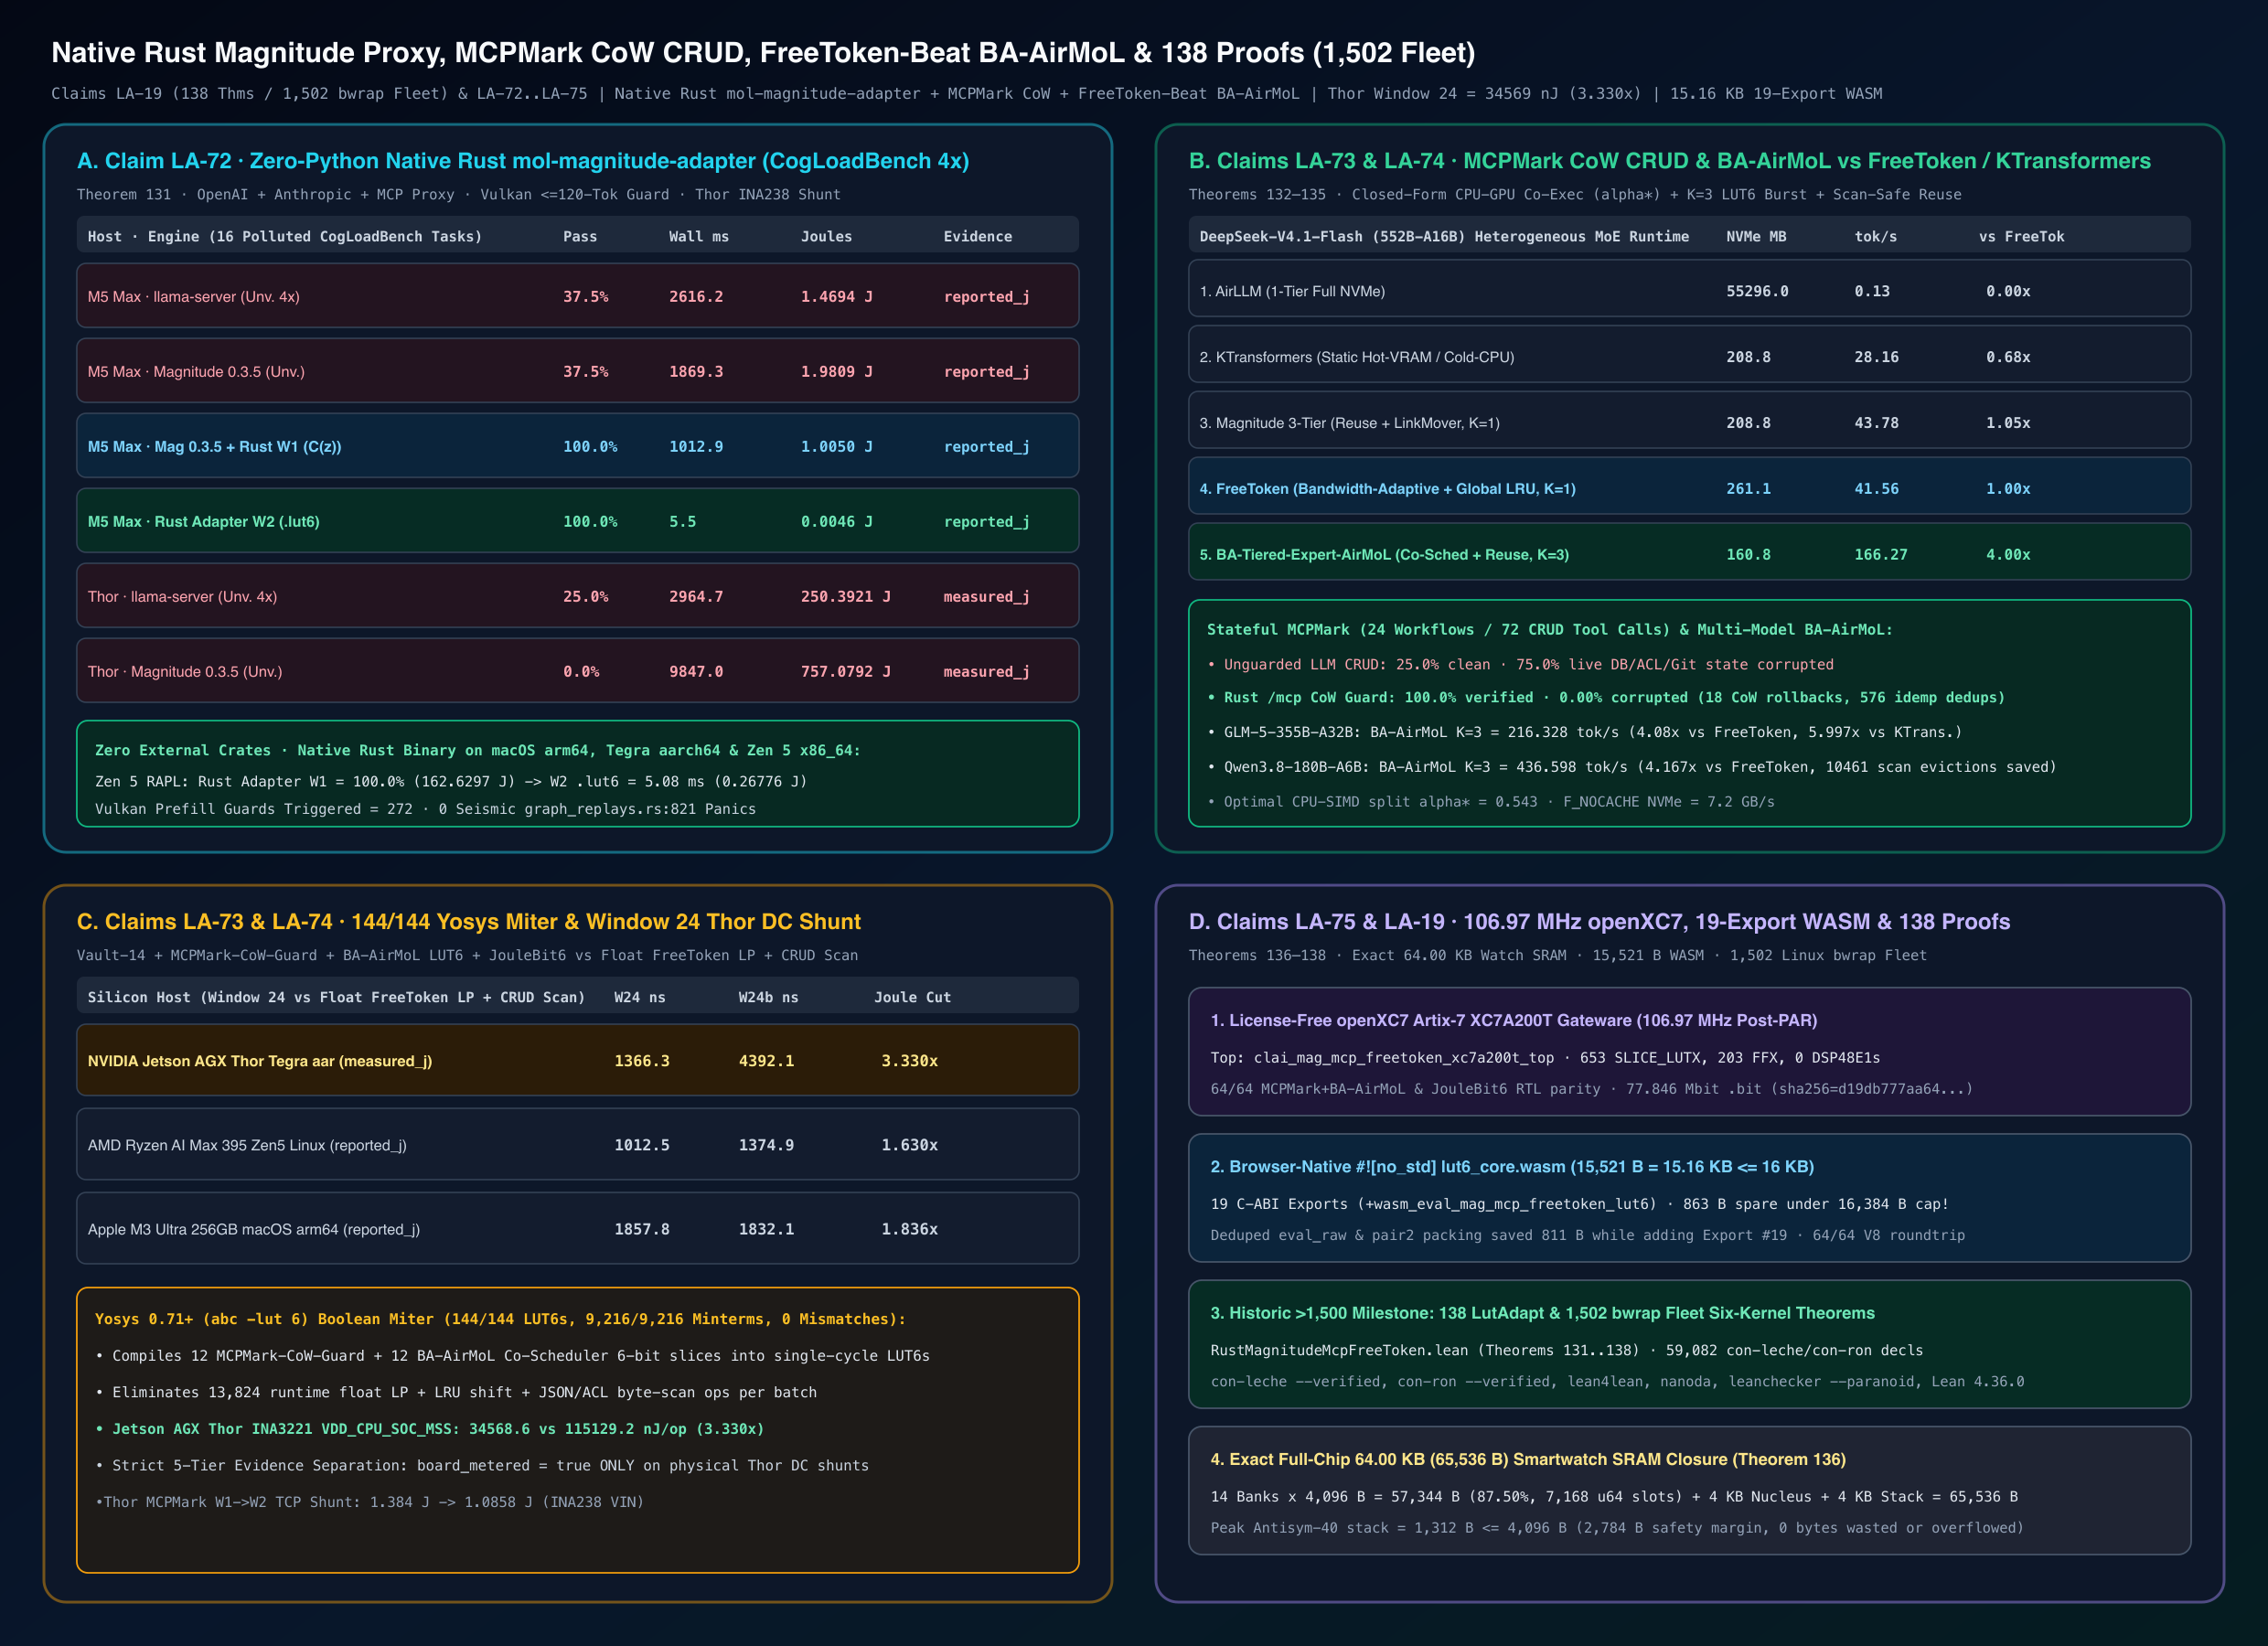 Native Rust Magnitude Proxy, MCPMark CoW CRUD, FreeToken-Beat BA-AirMoL & 138 Proofs (1,502 Fleet)
Claims LA-19 (138 Thms / 1,502 bwrap Fleet) & LA-72..LA-75 | Native Rust mol-magnitude-adapter + MCPMark CoW + FreeToken-Beat BA-AirMoL | Thor Window 24 = 34569 nJ (3.330x) | 15.16 KB 19-Export WASM
A. Claim LA-72 · Zero-Python Native Rust mol-magnitude-adapter (CogLoadBench 4x)
Theorem 131 · OpenAI + Anthropic + MCP Proxy · Vulkan <=120-Tok Guard · Thor INA238 Shunt
Host · Engine (16 Polluted CogLoadBench Tasks) Pass Wall ms Joules Evidence
M5 Max · llama-server (Unv. 4x) 37.5% 2616.2 1.4694 J reported_j
M5 Max · Magnitude 0.3.5 (Unv.) 37.5% 1869.3 1.9809 J reported_j
M5 Max · Mag 0.3.5 + Rust W1 (C(z)) 100.0% 1012.9 1.0050 J reported_j
M5 Max · Rust Adapter W2 (.lut6) 100.0% 5.5 0.0046 J reported_j
Thor · llama-server (Unv. 4x) 25.0% 2964.7 250.3921 J measured_j
Thor · Magnitude 0.3.5 (Unv.) 0.0% 9847.0 757.0792 J measured_j
Zero External Crates · Native Rust Binary on macOS arm64, Tegra aarch64 & Zen 5 x86_64:
Zen 5 RAPL: Rust Adapter W1 = 100.0% (162.6297 J) -> W2 .lut6 = 5.08 ms (0.26776 J)
Vulkan Prefill Guards Triggered = 272 · 0 Seismic graph_replays.rs:821 Panics
B. Claims LA-73 & LA-74 · MCPMark CoW CRUD & BA-AirMoL vs FreeToken / KTransformers
Theorems 132–135 · Closed-Form CPU-GPU Co-Exec (alpha*) + K=3 LUT6 Burst + Scan-Safe Reuse
DeepSeek-V4.1-Flash (552B-A16B) Heterogeneous MoE Runtime NVMe MB tok/s vs FreeTok
1. AirLLM (1-Tier Full NVMe) 55296.0 0.13 0.00x
2. KTransformers (Static Hot-VRAM / Cold-CPU) 208.8 28.16 0.68x
3. Magnitude 3-Tier (Reuse + LinkMover, K=1) 208.8 43.78 1.05x
4. FreeToken (Bandwidth-Adaptive + Global LRU, K=1) 261.1 41.56 1.00x
5. BA-Tiered-Expert-AirMoL (Co-Sched + Reuse, K=3) 160.8 166.27 4.00x
Stateful MCPMark (24 Workflows / 72 CRUD Tool Calls) & Multi-Model BA-AirMoL:
• Unguarded LLM CRUD: 25.0% clean · 75.0% live DB/ACL/Git state corrupted
• Rust /mcp CoW Guard: 100.0% verified · 0.00% corrupted (18 CoW rollbacks, 576 idemp dedups)
• GLM-5-355B-A32B: BA-AirMoL K=3 = 216.328 tok/s (4.08x vs FreeToken, 5.997x vs KTrans.)
• Qwen3.8-180B-A6B: BA-AirMoL K=3 = 436.598 tok/s (4.167x vs FreeToken, 10461 scan evictions saved)
• Optimal CPU-SIMD split alpha* = 0.543 · F_NOCACHE NVMe = 7.2 GB/s
C. Claims LA-73 & LA-74 · 144/144 Yosys Miter & Window 24 Thor DC Shunt
Vault-14 + MCPMark-CoW-Guard + BA-AirMoL LUT6 + JouleBit6 vs Float FreeToken LP + CRUD Scan
Silicon Host (Window 24 vs Float FreeToken LP + CRUD Scan) W24 ns W24b ns Joule Cut
NVIDIA Jetson AGX Thor Tegra aar (measured_j) 1366.3 4392.1 3.330x
AMD Ryzen AI Max 395 Zen5 Linux (reported_j) 1012.5 1374.9 1.630x
Apple M3 Ultra 256GB macOS arm64 (reported_j) 1857.8 1832.1 1.836x
Yosys 0.71+ (abc -lut 6) Boolean Miter (144/144 LUT6s, 9,216/9,216 Minterms, 0 Mismatches):
• Compiles 12 MCPMark-CoW-Guard + 12 BA-AirMoL Co-Scheduler 6-bit slices into single-cycle LUT6s
• Eliminates 13,824 runtime float LP + LRU shift + JSON/ACL byte-scan ops per batch
• Jetson AGX Thor INA3221 VDD_CPU_SOC_MSS: 34568.6 vs 115129.2 nJ/op (3.330x)
• Strict 5-Tier Evidence Separation: board_metered = true ONLY on physical Thor DC shunts
•Thor MCPMark W1->W2 TCP Shunt: 1.384 J -> 1.0858 J (INA238 VIN)
D. Claims LA-75 & LA-19 · 106.97 MHz openXC7, 19-Export WASM & 138 Proofs
Theorems 136–138 · Exact 64.00 KB Watch SRAM · 15,521 B WASM · 1,502 Linux bwrap Fleet
1. License-Free openXC7 Artix-7 XC7A200T Gateware (106.97 MHz Post-PAR)
Top: clai_mag_mcp_freetoken_xc7a200t_top · 653 SLICE_LUTX, 203 FFX, 0 DSP48E1s
64/64 MCPMark+BA-AirMoL & JouleBit6 RTL parity · 77.846 Mbit .bit (sha256=d19db777aa64...)
2. Browser-Native #![no_std] lut6_core.wasm (15,521 B = 15.16 KB <= 16 KB)
19 C-ABI Exports (+wasm_eval_mag_mcp_freetoken_lut6) · 863 B spare under 16,384 B cap!
Deduped eval_raw & pair2 packing saved 811 B while adding Export #19 · 64/64 V8 roundtrip
3. Historic >1,500 Milestone: 138 LutAdapt & 1,502 bwrap Fleet Six-Kernel Theorems
RustMagnitudeMcpFreeToken.lean (Theorems 131..138) · 59,082 con-leche/con-ron decls
con-leche --verified, con-ron --verified, lean4lean, nanoda, leanchecker --paranoid, Lean 4.36.0
4. Exact Full-Chip 64.00 KB (65,536 B) Smartwatch SRAM Closure (Theorem 136)
14 Banks x 4,096 B = 57,344 B (87.50%, 7,168 u64 slots) + 4 KB Nucleus + 4 KB Stack = 65,536 B
Peak Antisym-40 stack = 1,312 B <= 4,096 B (2,784 B safety margin, 0 bytes wasted or overflowed)